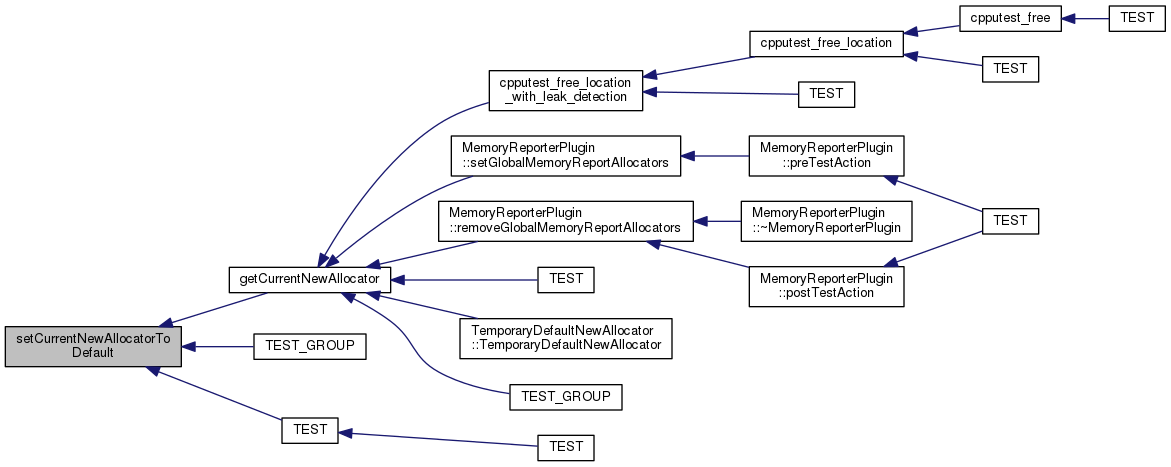 cpputest_free
TEST
cpputest_free_location
TEST
cpputest_free_location
_with_leak_detection
TEST
MemoryReporterPlugin
::setGlobalMemoryReportAllocators
MemoryReporterPlugin
::preTestAction
MemoryReporterPlugin
::removeGlobalMemoryReportAllocators
MemoryReporterPlugin
::~MemoryReporterPlugin
TEST
getCurrentNewAllocator
TEST
MemoryReporterPlugin
::postTestAction
setCurrentNewAllocatorTo
Default
TEST_GROUP
TemporaryDefaultNewAllocator
::TemporaryDefaultNewAllocator
TEST_GROUP
TEST
TEST